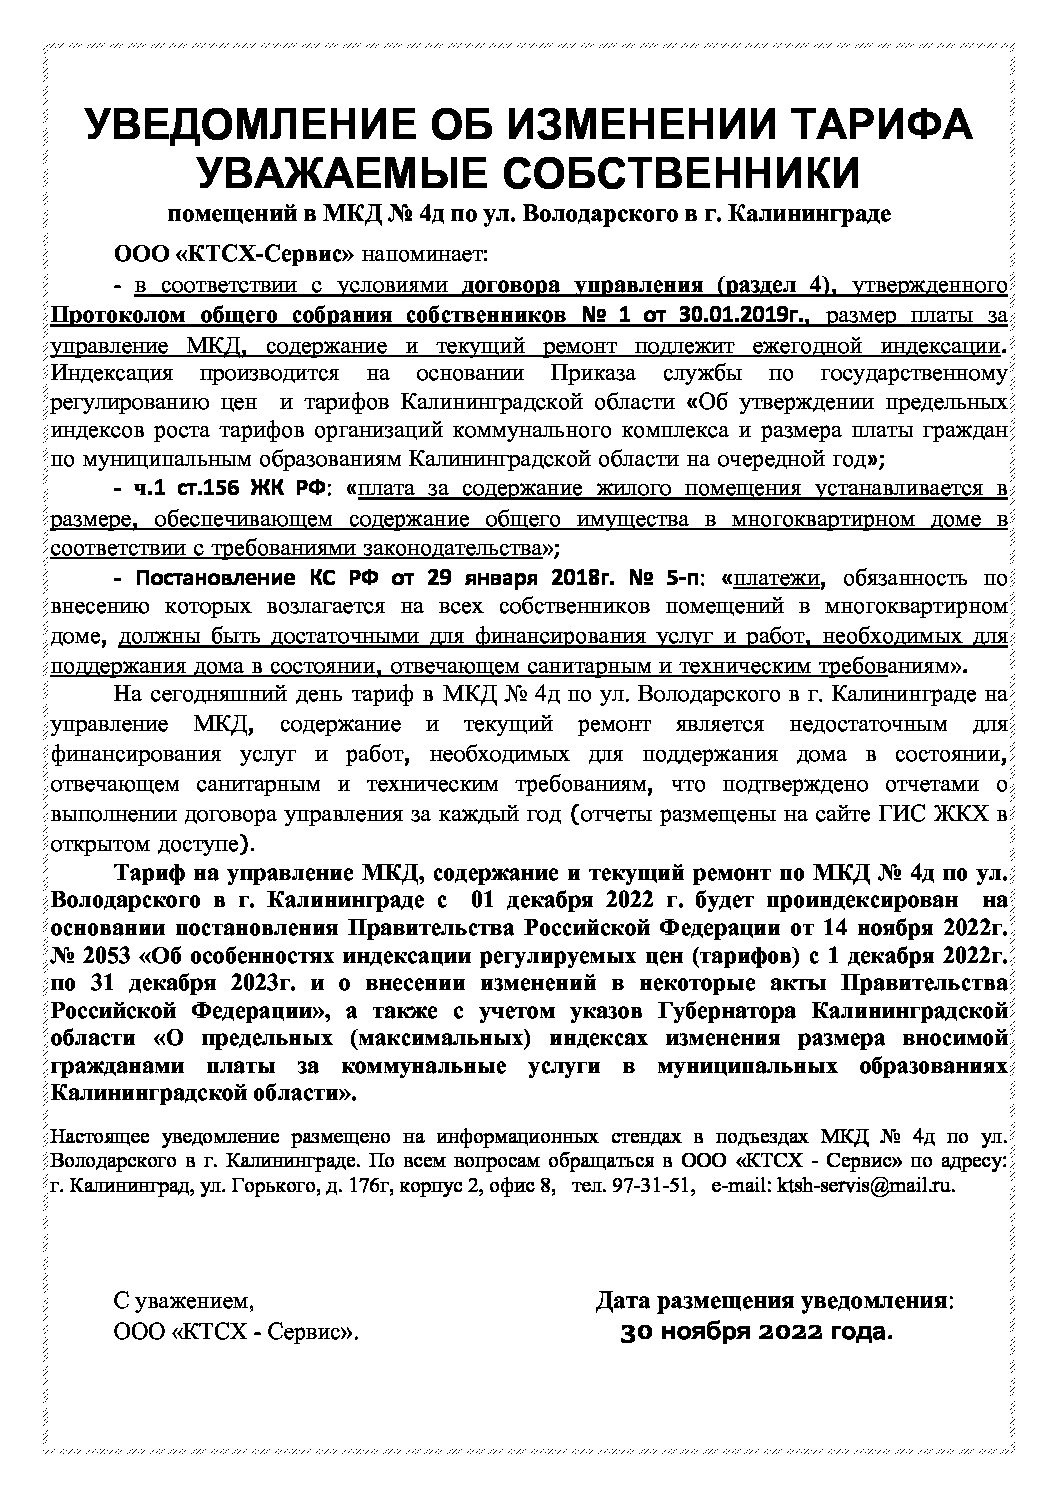 УВЕДОМЛЕНИЕ ОБ ИЗМЕНЕНИИ ТАРИФА
УВАЖАЕМЫЕ СОБСТВЕННИКИ
помещений в МКД № 4д по ул. Володарского в г. Калининграде
ООО «КТСХ-Сервис» напоминает:
- в соответствии с условиями договора управления (раздел 4), утвержденного
Протоколом общего собрания собственников № 1 от 30.01.2019г., размер платы за
управление МКД, содержание и текущий ремонт подлежит ежегодной индексации.
Индексация производится на основании Приказа службы по государственному
регулированию цен и тарифов Калининградской области «Об утверждении предельных
индексов роста тарифов организаций коммунального комплекса и размера платы граждан
по муниципальным образованиям Калининградской области на очередной год»;
- ч.1 ст.156 ЖК РФ: «плата за содержание жилого помещения устанавливается в
размере, обеспечивающем содержание общего имущества в многоквартирном доме в
соответствии с требованиями законодательства»;
- Постановление КС РФ от 29 января 2018г. № 5-п: «платежи, обязанность по
внесению которых возлагается на всех собственников помещений в многоквартирном
доме, должны быть достаточными для финансирования услуг и работ, необходимых для
поддержания дома в состоянии, отвечающем санитарным и техническим требованиям».
На сегодняшний день тариф в МКД № 4д по ул. Володарского в г. Калининграде на
управление МКД, содержание и текущий ремонт является недостаточным для
финансирования услуг и работ, необходимых для поддержания дома в состоянии,
отвечающем санитарным и техническим требованиям, что подтверждено отчетами о
выполнении договора управления за каждый год (отчеты размещены на сайте ГИС ЖКХ в
открытом доступе).
Тариф на управление МКД, содержание и текущий ремонт по МКД № 4д по ул.
Володарского в г. Калининграде с 01 декабря 2022 г. будет проиндексирован на
основании постановления Правительства Российской Федерации от 14 ноября 2022г.
№ 2053 «Об особенностях индексации регулируемых цен (тарифов) с 1 декабря 2022г.
по 31 декабря 2023г. и о внесении изменений в некоторые акты Правительства
Российской Федерации», а также с учетом указов Губернатора Калининградской
области «О предельных (максимальных) индексах изменения размера вносимой
гражданами платы за коммунальные услуги в муниципальных образованиях
Калининградской области».
Настоящее уведомление размещено на информационных стендах в подъездах МКД № 4д по ул.
Володарского в г. Калининграде. По всем вопросам обращаться в ООО «КТСХ - Сервис» по адресу:
г. Калининград, ул. Горького, д. 176г, корпус 2, офис 8, тел. 97-31-51, e-mail: ktsh-servis@mail.ru.
С уважением,
ООО «КТСХ - Сервис».
Дата размещения уведомления:
30 ноября 2022 года.